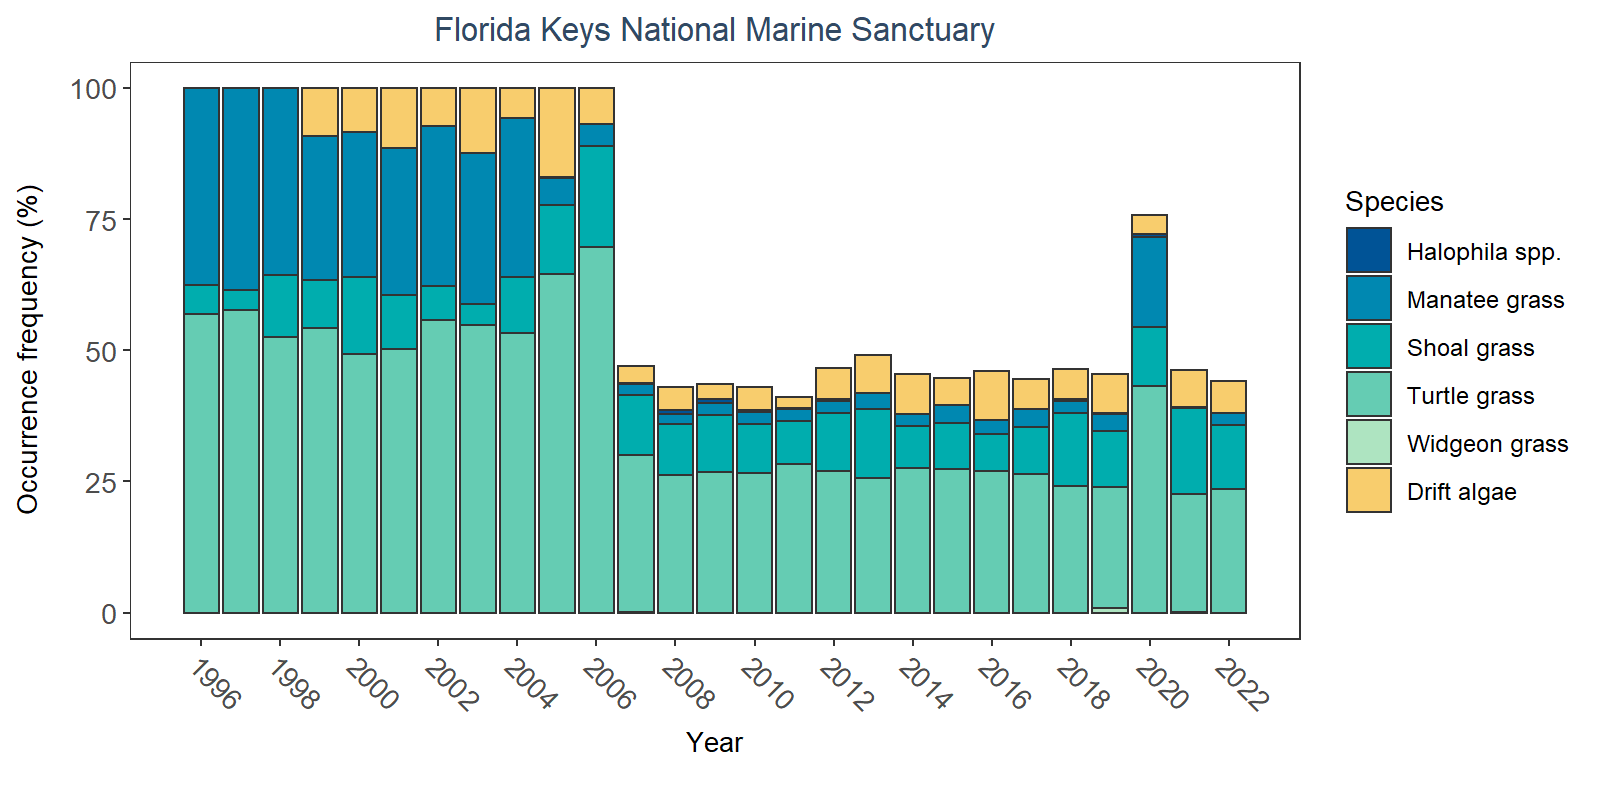 Florida Keys National Marine Sanctuary
Occurrence frequency (%)
100
75
50
25
0
1996
1998
2000
2002
2004
2006
2008
2010
2012
2014
2016
2018
2020
2022
Year
Species
Halophila spp.
Manatee grass
Shoal grass
Turtle grass
Widgeon grass
Drift algae